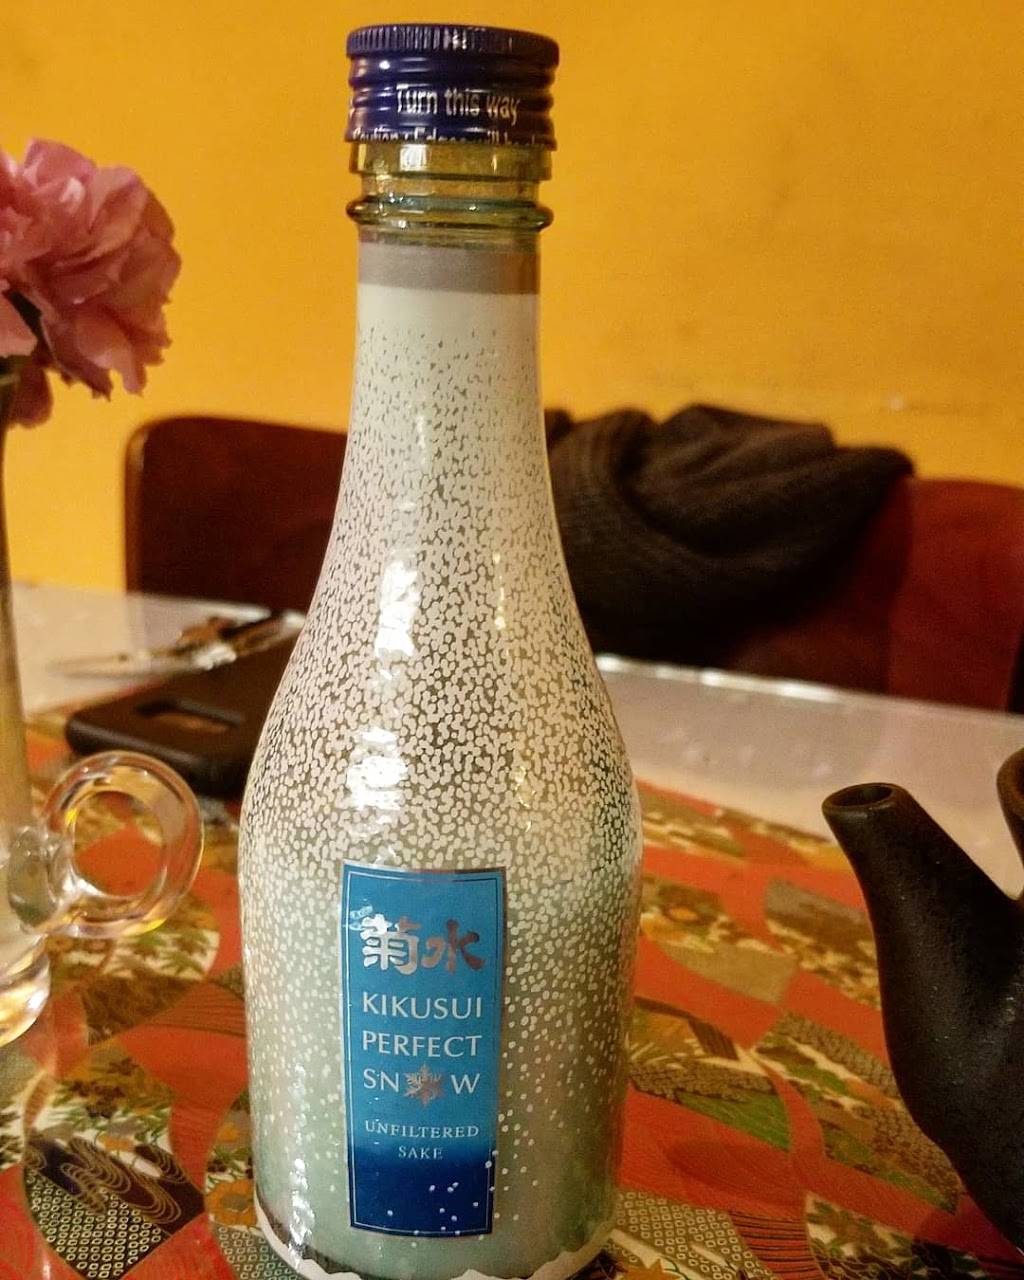 Turn this way
菊水
KIKUSUI
PERFECT
SNOW
UNFILTERED
SAKE